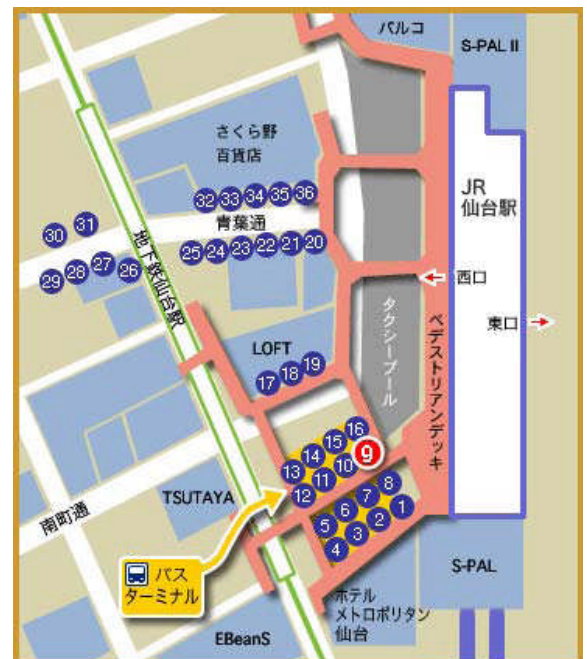 パルコ
S-PAL II
さくら野
百貨店
JR
仙台駅
32 33 34 35 36
青葉通
30 31
25 24 23 22 21 20
29 28 27 26
地下鉄仙台駅
西口
東口
タクシープール
ペデストリアンデッキ
LOFT
17 18 19
16
15
14
13
9
10
11
12
TSUTAYA
南町通
8
7
6
5
1
2
3
4
バス
ターミナル
S-PAL
ホテル
メトロポリタン
仙台
EBeanS